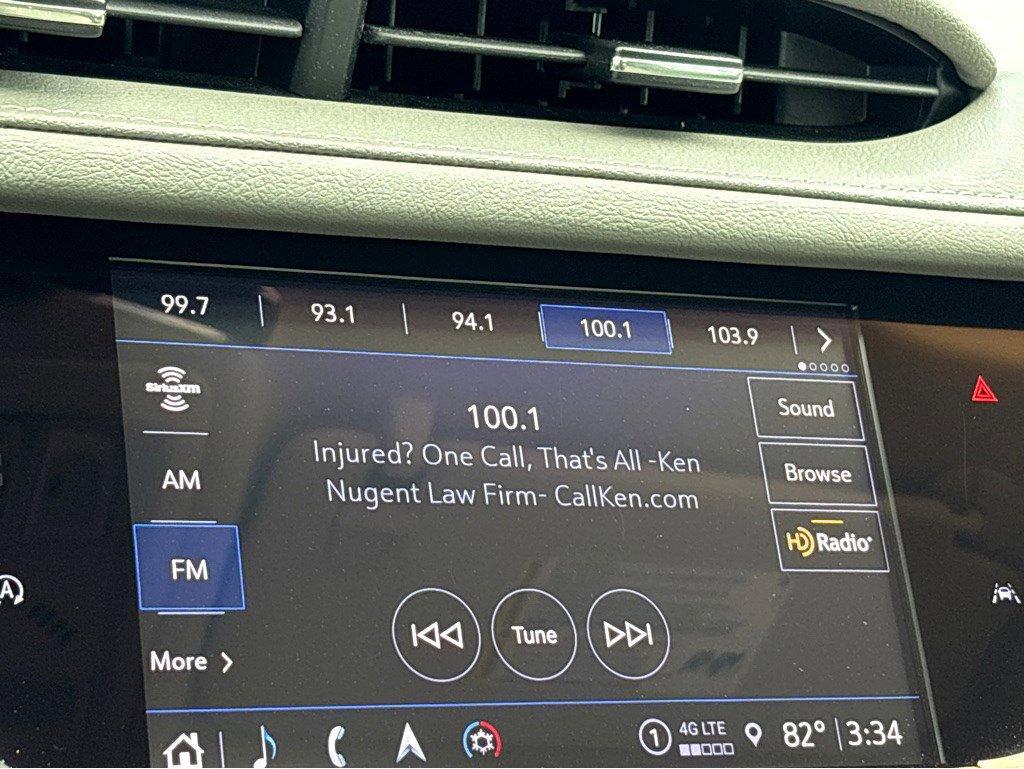 99.7 93.1 94.1 100.1 103.9
SiriusXM
Sound
100.1
Injured? One Call, That's All -Ken
Nugent Law Firm- CallKen.com
AM
Browse
HD Radio
FM
A
Tune
More
1 4G LTE 82° 3:34